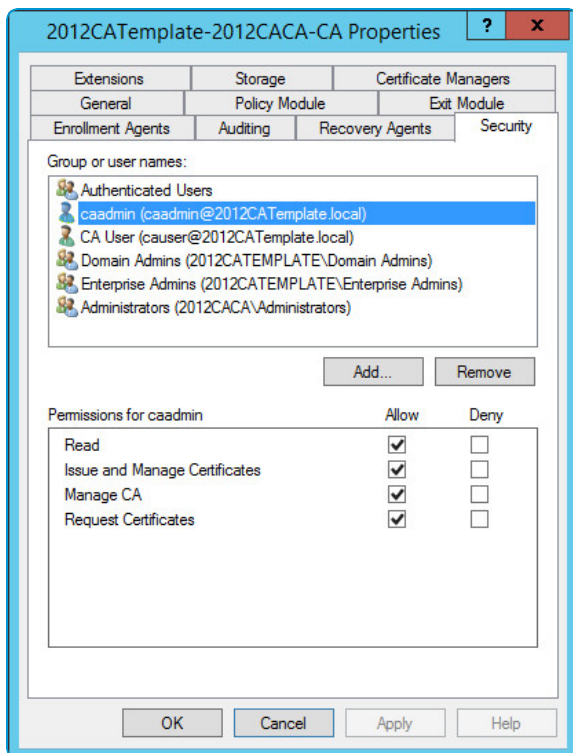 2012CATemplate-2012CACA-CA Properties ? x
Extensions Storage Certificate Managers
General Policy Module Exit Module
Enrollment Agents Auditing Recovery Agents Security
Group or user names:
Authenticated Users
caadmin (caadmin@2012CATemplate.local)
CA User (causer@2012CATemplate.local)
Domain Admins (2012CATEMPLATE\Domain Admins)
Enterprise Admins (2012CATEMPLATE\Enterprise Admins)
Administrators (2012CACA\Administrators)
Add... Remove
Permissions for caadmin Allow Deny
Read
Issue and Manage Certificates
Manage CA
Request Certificates
OK Cancel Apply Help